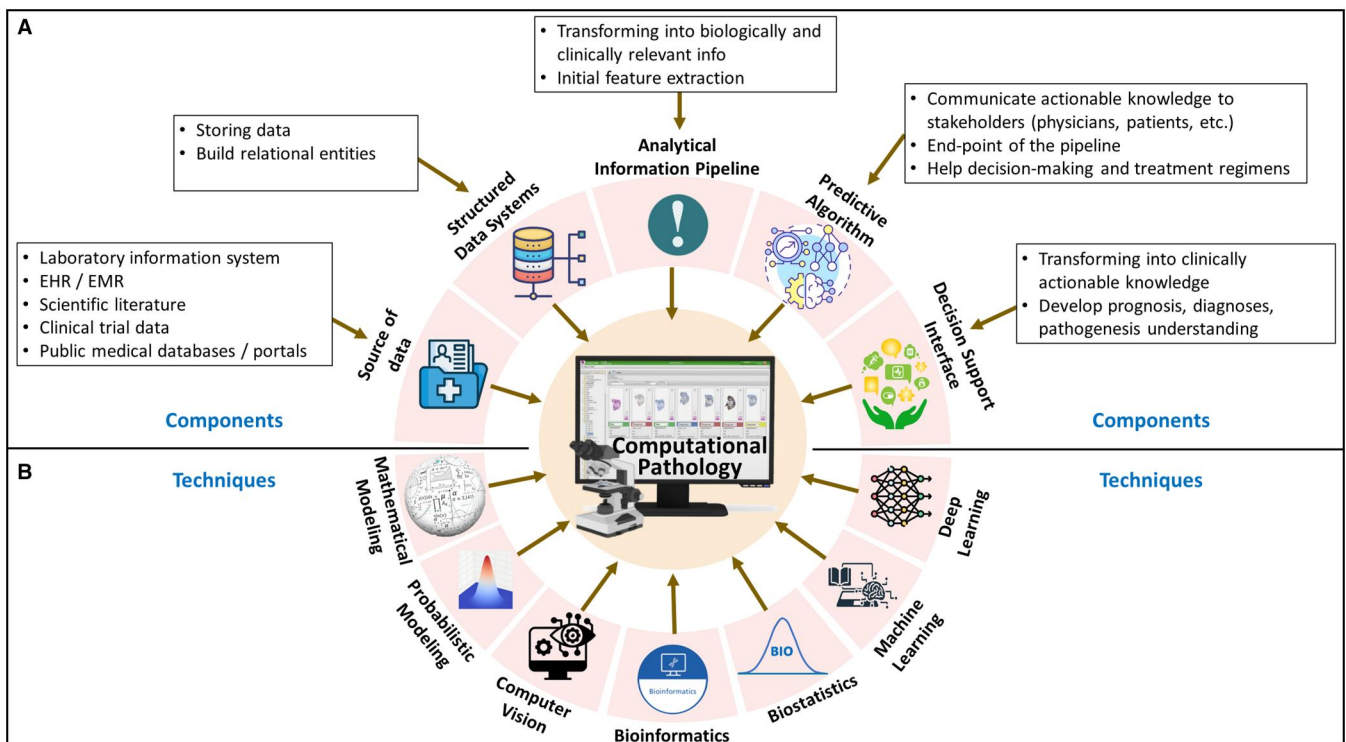 A
• Transforming into biologically and
clinically relevant info
• Initial feature extraction
• Communicate actionable knowledge to
stakeholders (physicians, patients, etc.)
• End-point of the pipeline
• Help decision-making and treatment regimens
• Storing data
• Build relational entities
Analytical
Information Pipeline
Structured
Data Systems
Predictive
Algorithm
• Laboratory information system
• EHR / EMR
• Scientific literature
• Clinical trial data
• Public medical databases / portals
• Transforming into clinically
actionable knowledge
• Develop prognosis, diagnoses,
pathogenesis understanding
Source of
data
Decision Support
Interface
Components
Components
Computational
Pathology
B
Techniques
Techniques
Mathematical
Modeling
Deep
Learning
Probabilistic
Modeling
Machine
Learning
Computer
Vision
Bioinformatics
Bioinformatics
BIO
Biostatistics